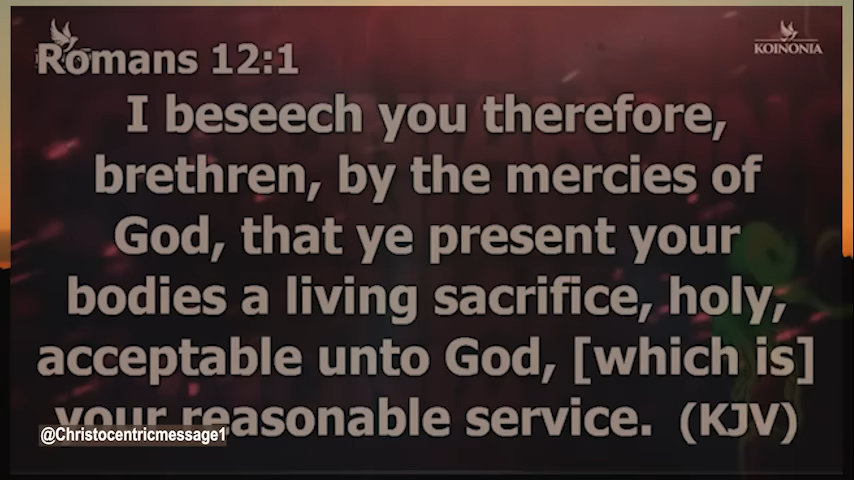 Romans 12:1
KOINONIA
I beseech you therefore,
brethren, by the mercies of
God, that ye present your
bodies a living sacrifice, holy,
acceptable unto God, [which is]
your reasonable service. (KJV)
@Christocentricmessage1